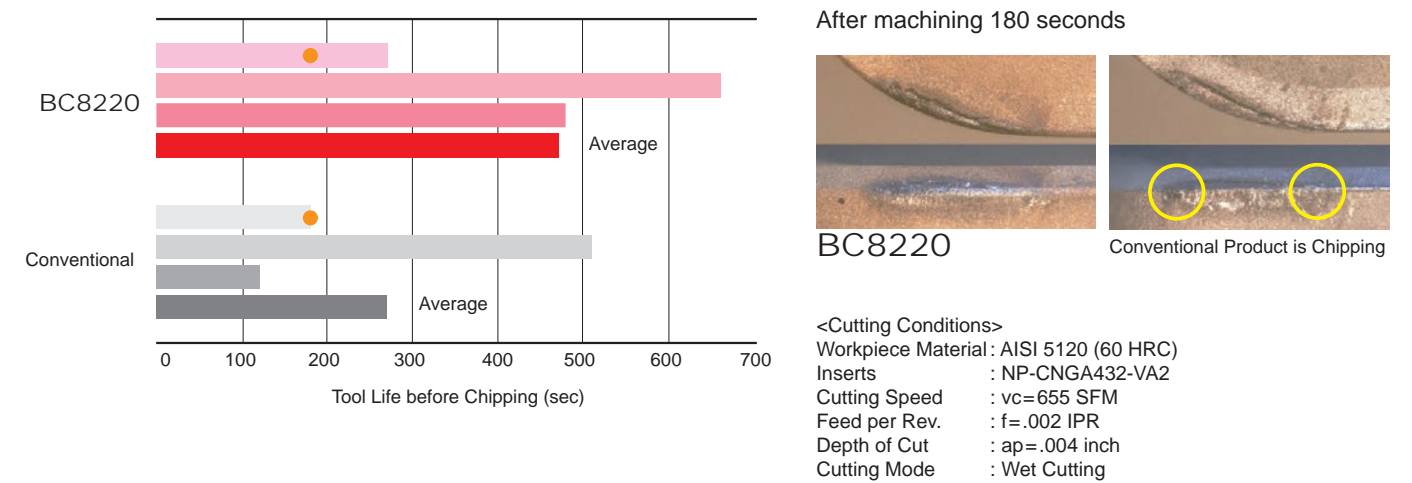 BC8220
Average
Conventional
Average
0 100 200 300 400 500 600 700
Tool Life before Chipping (sec)
After machining 180 seconds
BC8220
Conventional Product is Chipping
<Cutting Conditions>
Workpiece Material : AISI 5120 (60 HRC)
Inserts : NP-CNGA432-VA2
Cutting Speed : vc=655 SFM
Feed per Rev. : f=.002 IPR
Depth of Cut : ap=.004 inch
Cutting Mode : Wet Cutting